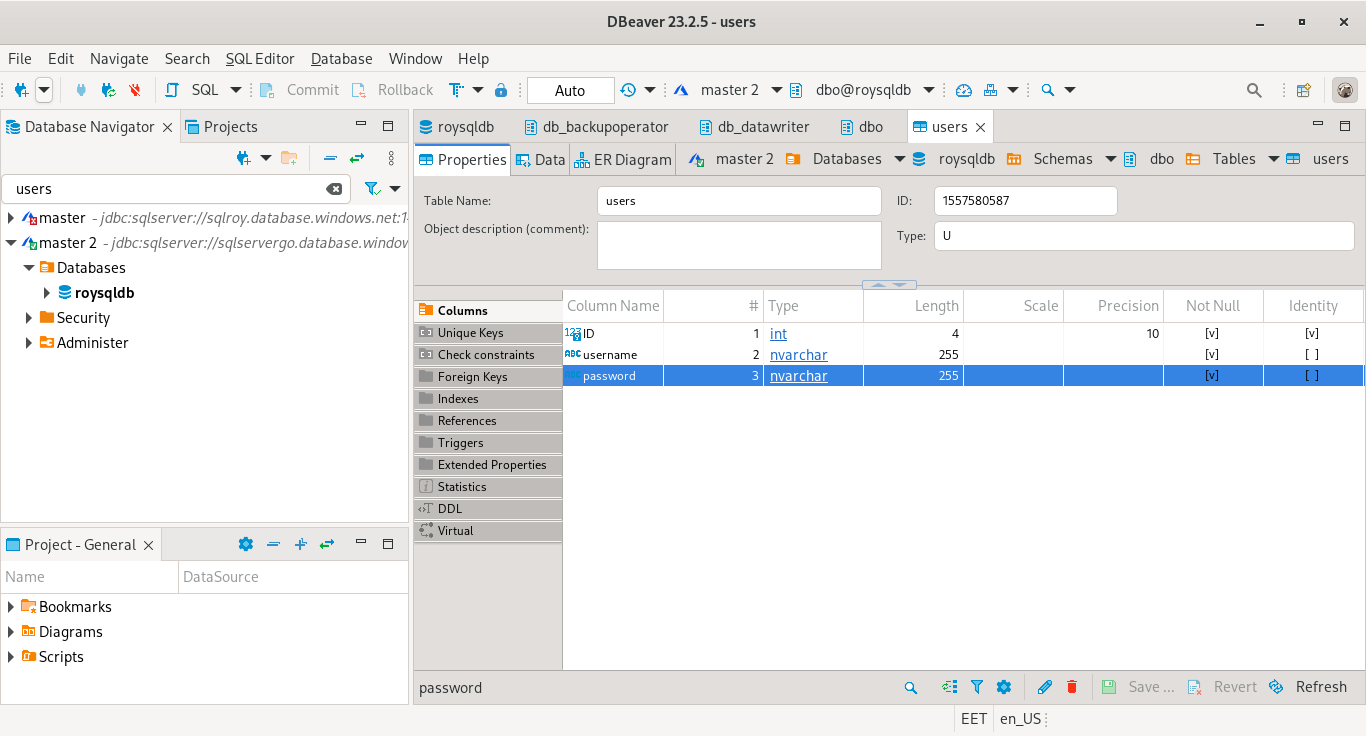 DBeaver 23.2.5 - users
File Edit Navigate Search SQL Editor Database Window Help
SQL Commit Rollback Auto master 2 dbo@roysqldb
Database Navigator Projects
users
master - jdbc:sqlserver://sqlroy.database.windows.net:1
master 2 - jdbc:sqlserver://sqlservergo.database.window
Databases
roysqldb
Security
Administer
Project - General
Name DataSource
Bookmarks
Diagrams
Scripts
roysqldb db_backupoperator db_datawriter dbo users
Properties Data ER Diagram master 2 Databases roysqldb Schemas dbo Tables users
Table Name: users ID: 1557580587
Object description (comment): Type: U
Columns
Unique Keys
Check constraints
Foreign Keys
Indexes
References
Triggers
Extended Properties
Statistics
DDL
Virtual
Column Name # Type Length Scale Precision Not Null Identity
123 ID 1 int 4 10 [v] [v]
ABC username 2 nvarchar 255 [v] [ ]
ABC password 3 nvarchar 255 [v] [ ]
password Save ... Revert Refresh
EET en_US